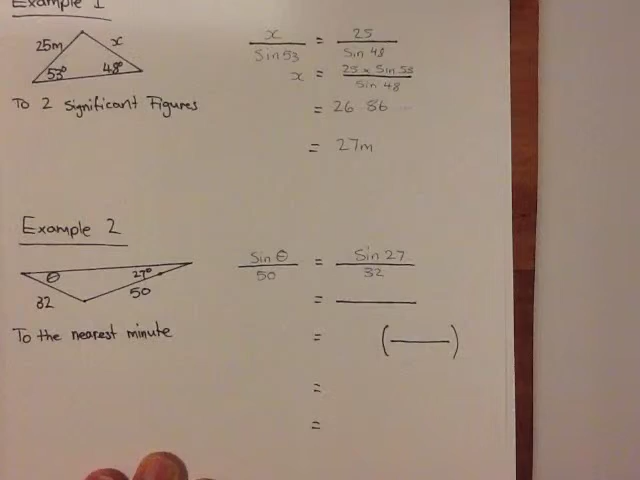 Example 1
25m
x
53°
48°
To 2 Significant Figures
x / Sin 53 = 25 / Sin 48
x = 25 × Sin 53 / Sin 48
= 26.86...
= 27m
Example 2
θ
27°
32
50
To the nearest minute
Sin θ / 50 = Sin 27 / 32
=
= ( )
=
=